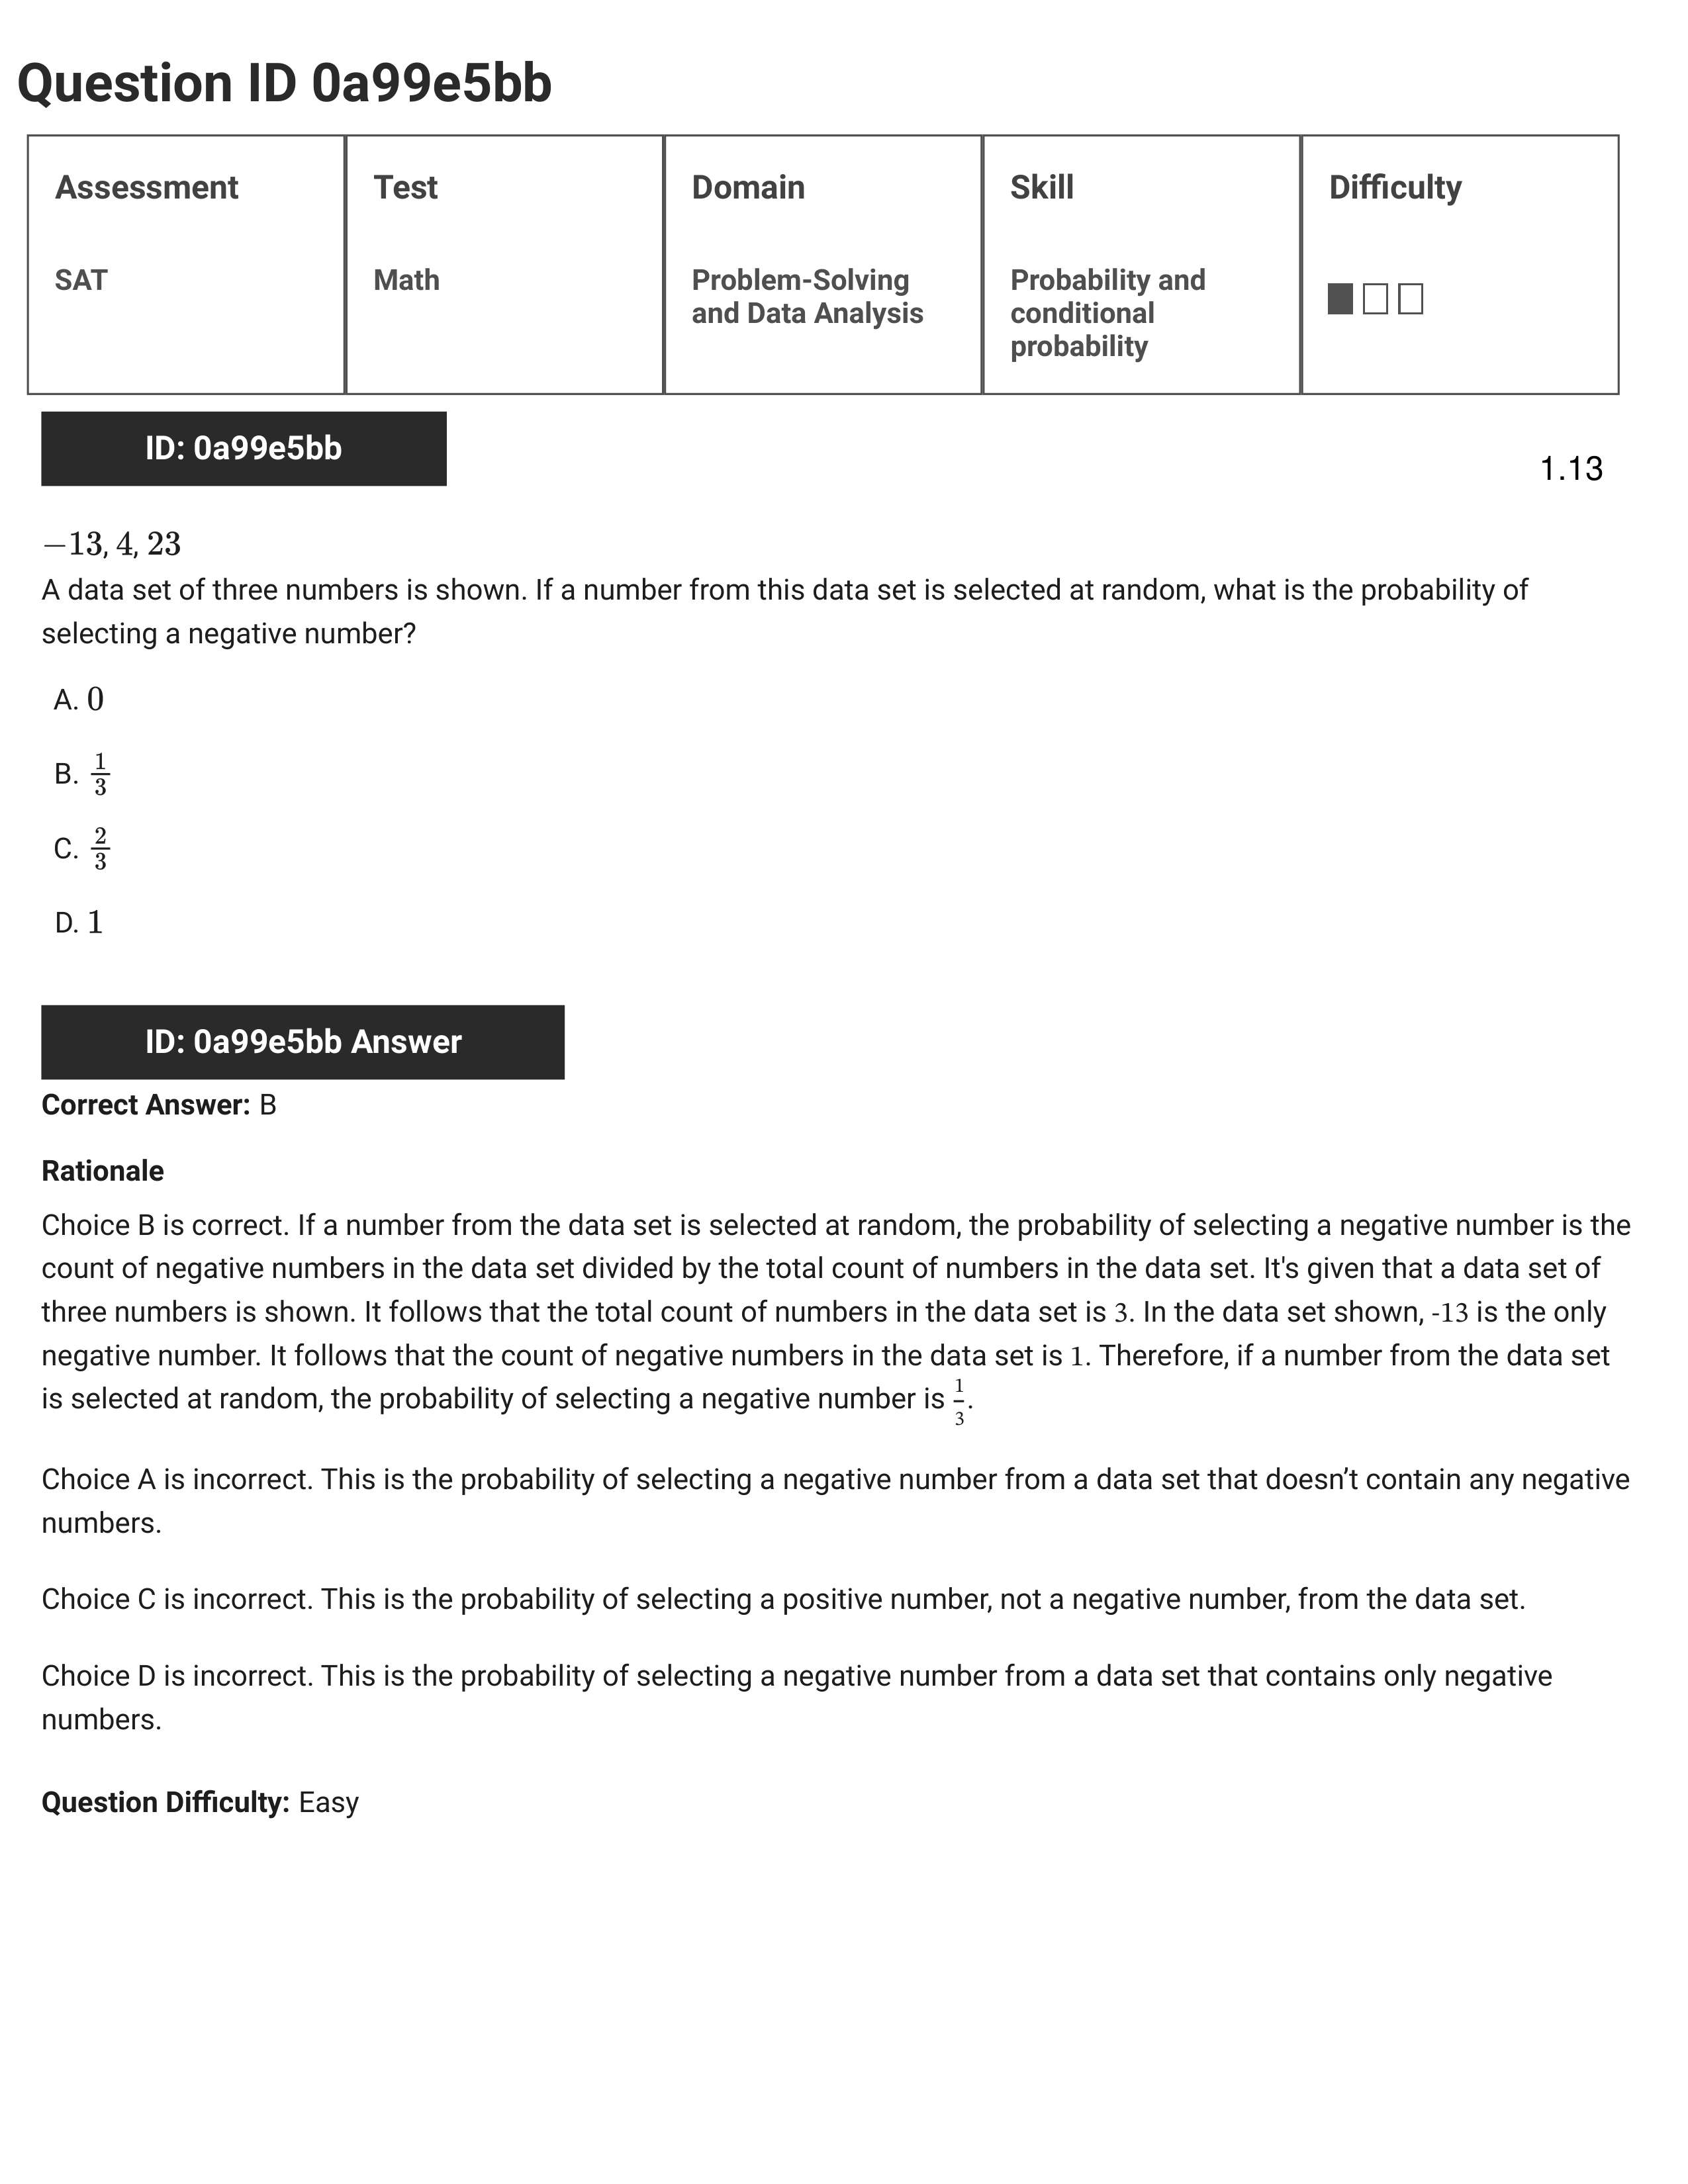 Question ID 0a99e5bb
Assessment
Test
Domain
Skill
Difficulty
SAT
Math
Problem-Solving
and Data Analysis
Probability and
conditional
probability
ID: 0a99e5bb
1.13
−13, 4, 23
A data set of three numbers is shown. If a number from this data set is selected at random, what is the probability of
selecting a negative number?
A. 0
B. 1/3
C. 2/3
D. 1
ID: 0a99e5bb Answer
Correct Answer: B
Rationale
Choice B is correct. If a number from the data set is selected at random, the probability of selecting a negative number is the
count of negative numbers in the data set divided by the total count of numbers in the data set. It's given that a data set of
three numbers is shown. It follows that the total count of numbers in the data set is 3. In the data set shown, -13 is the only
negative number. It follows that the count of negative numbers in the data set is 1. Therefore, if a number from the data set
is selected at random, the probability of selecting a negative number is 1/3.
Choice A is incorrect. This is the probability of selecting a negative number from a data set that doesn’t contain any negative
numbers.
Choice C is incorrect. This is the probability of selecting a positive number, not a negative number, from the data set.
Choice D is incorrect. This is the probability of selecting a negative number from a data set that contains only negative
numbers.
Question Difficulty: Easy